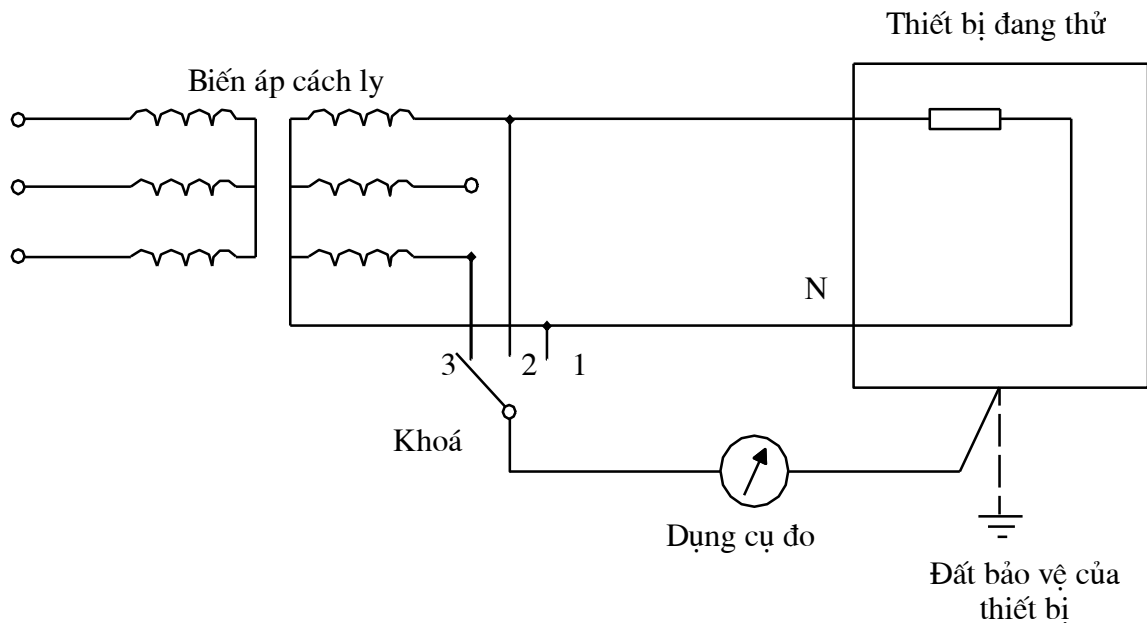 Thiết bị đang thử
Biến áp cách ly
N
3
2
1
Khoá
Dụng cụ đo
Đất bảo vệ của
thiết bị